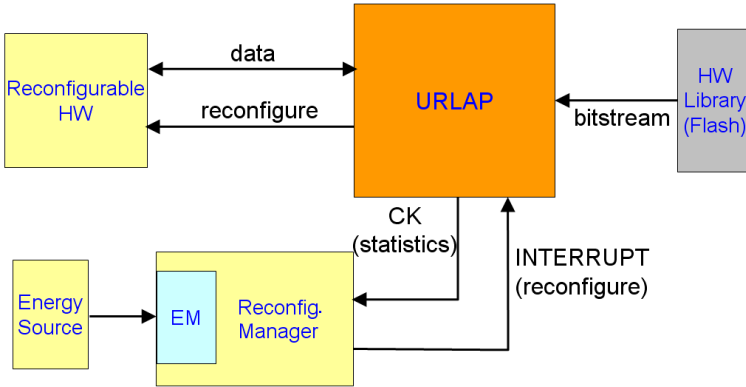 data
Reconfigurable
HW
reconfigure
URLAP
HW
Library
(Flash)
bitstream
CK
(statistics)
INTERRUPT
(reconfigure)
Energy
Source
EM
Reconfig.
Manager